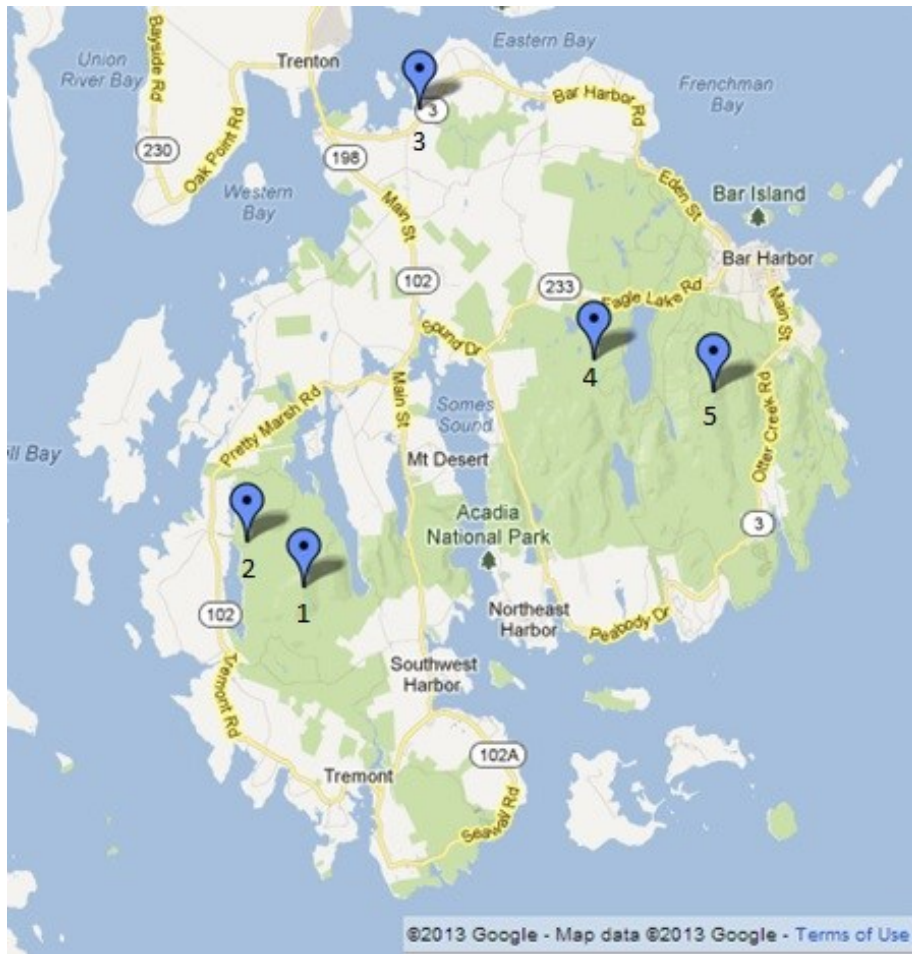 Eastern Bay
Union
River Bay
Trenton
Bayside Rd
Oak Point Rd
3
3
Bar Harbor Rd
Frenchman
Bay
230
198
Western
Bay
Main St
Eden St
Bar Island
Bar Harbor
102
233
Eagle Lake Rd
Main St
Sound Dr
4
5
Pretty Marsh Rd
Main St
Somes
Sound
Otter Creek Rd
ll Bay
Mt Desert
Acadia
National Park
3
2
1
102
Northeast
Harbor
Peabody Dr
Tremont Rd
Southwest
Harbor
102A
Tremont
Seawy Rd
©2013 Google - Map data ©2013 Google - Terms of Use